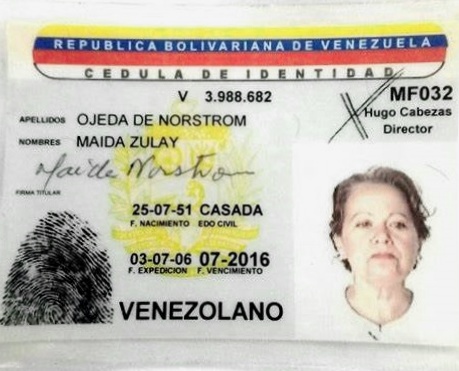 REPUBLICA BOLIVARIANA DE VENEZUELA
CEDULA DE IDENTIDAD
V 3.988.682
MF032
Hugo Cabezas
Director
APELLIDOS OJEDA DE NORSTROM
NOMBRES MAIDA ZULAY
Maida Norstrom
FIRMA TITULAR
25-07-51 CASADA
F. NACIMIENTO EDO CIVIL
03-07-06 07-2016
F. EXPEDICION F. VENCIMIENTO
VENEZOLANO